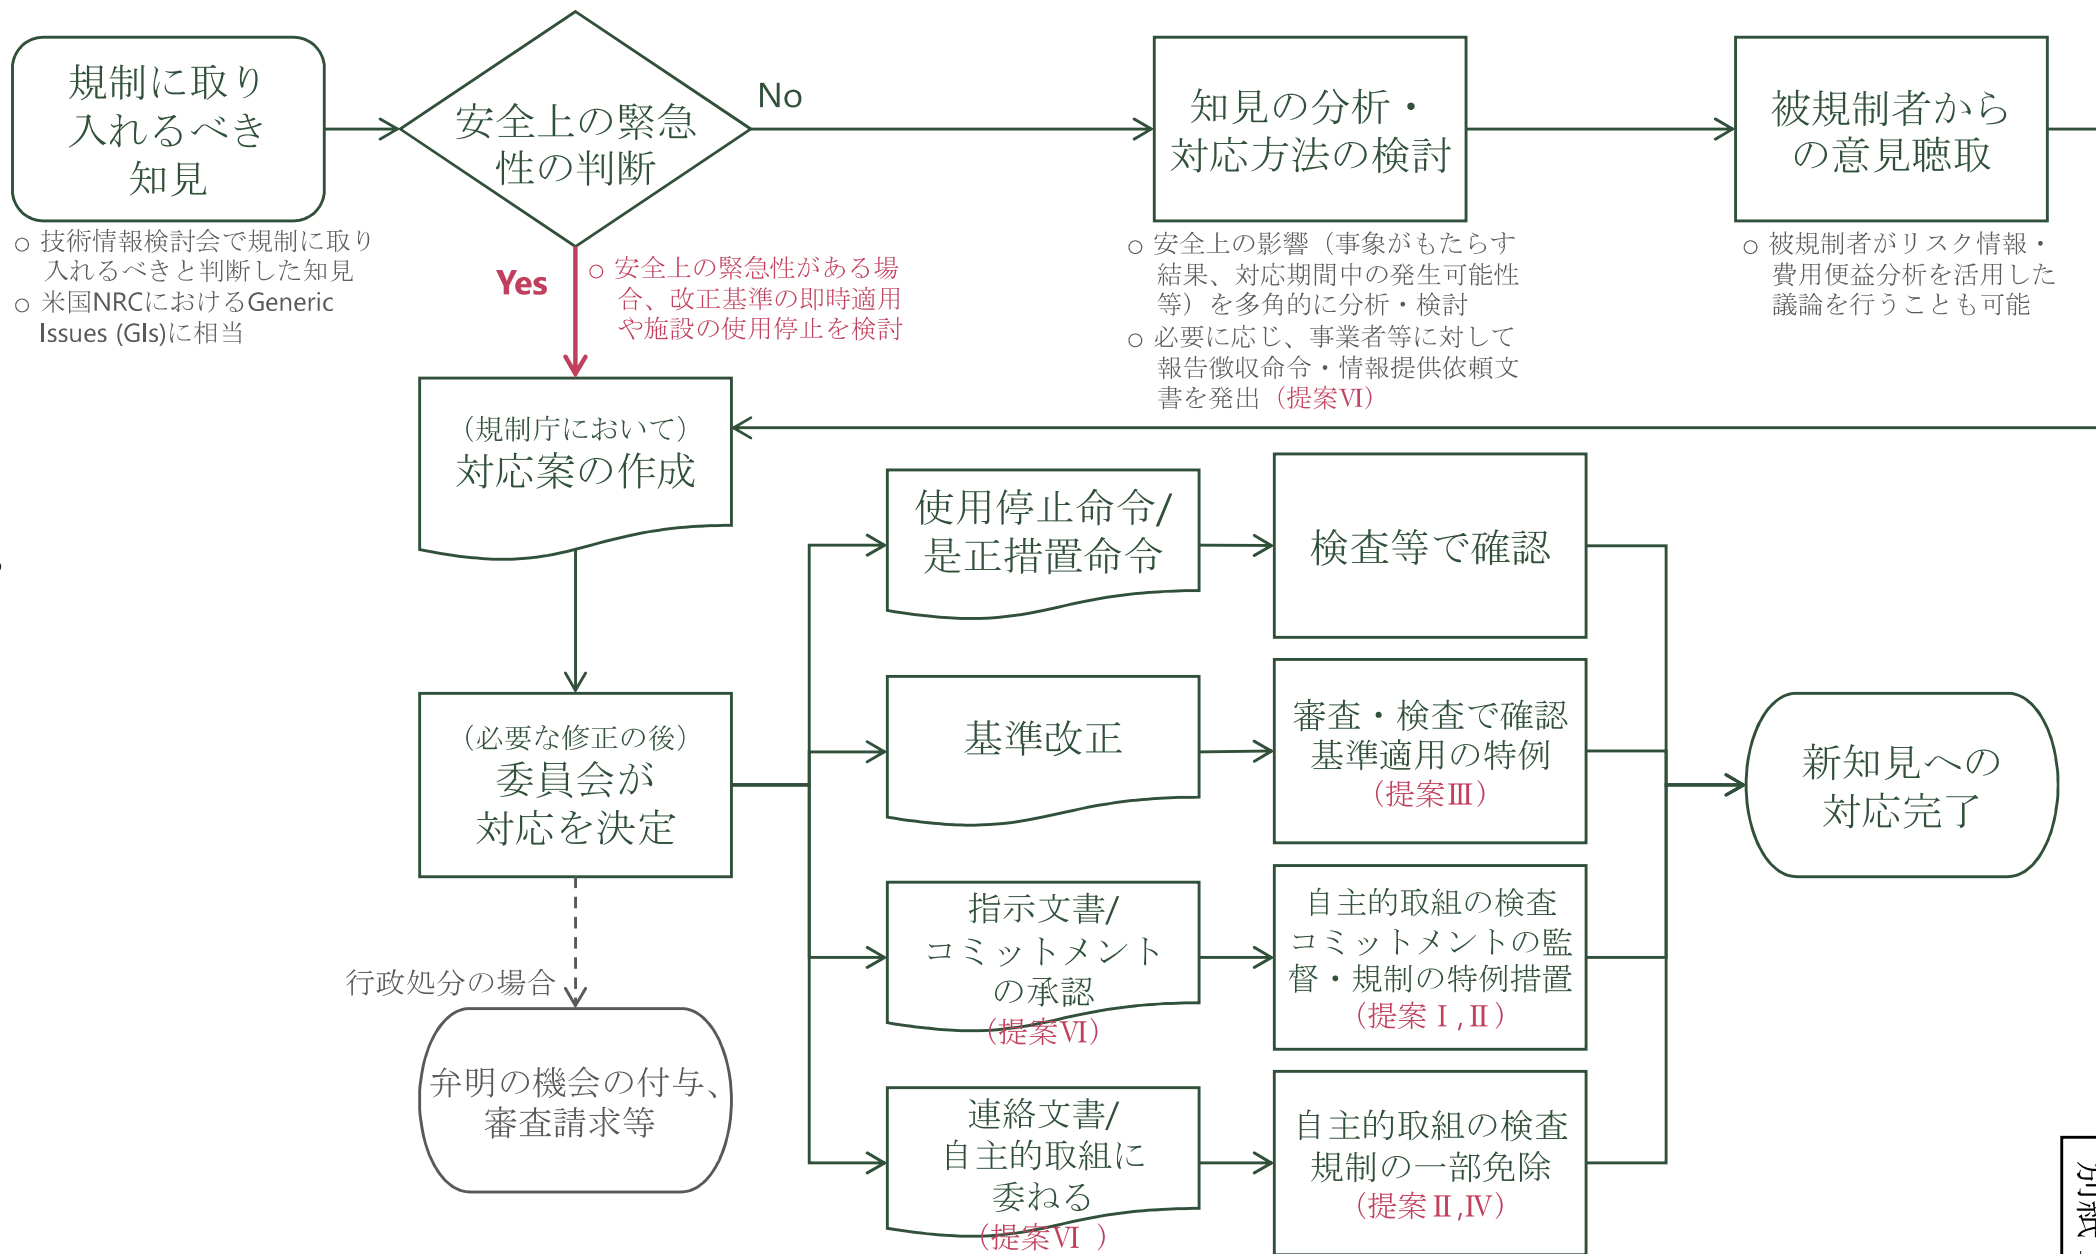 規制に取り
入れるべき
知見
○ 技術情報検討会で規制に取り
入れるべきと判断した知見
○ 米国NRCにおけるGeneric
Issues (GIs)に相当
安全上の緊急
性の判断
No
Yes
○ 安全上の緊急性がある場
合、改正基準の即時適用
や施設の使用停止を検討
知見の分析・
対応方法の検討
○ 安全上の影響（事象がもたらす
結果、対応期間中の発生可能性
等）を多角的に分析・検討
○ 必要に応じ、事業者等に対して
報告徴収命令・情報提供依頼文
書を発出（提案Ⅵ）
被規制者から
の意見聴取
○ 被規制者がリスク情報・
費用便益分析を活用した
議論を行うことも可能
（規制庁において）
対応案の作成
（必要な修正の後）
委員会が
対応を決定
行政処分の場合
弁明の機会の付与、
審査請求等
使用停止命令/
是正措置命令
検査等で確認
基準改正
審査・検査で確認
基準適用の特例
（提案Ⅲ）
指示文書/
コミットメント
の承認
（提案Ⅵ）
自主的取組の検査
コミットメントの監
督・規制の特例措置
（提案Ⅰ,Ⅱ）
連絡文書/
自主的取組に
委ねる
（提案Ⅵ ）
自主的取組の検査
規制の一部免除
（提案Ⅱ,Ⅳ）
新知見への
対応完了
別紙